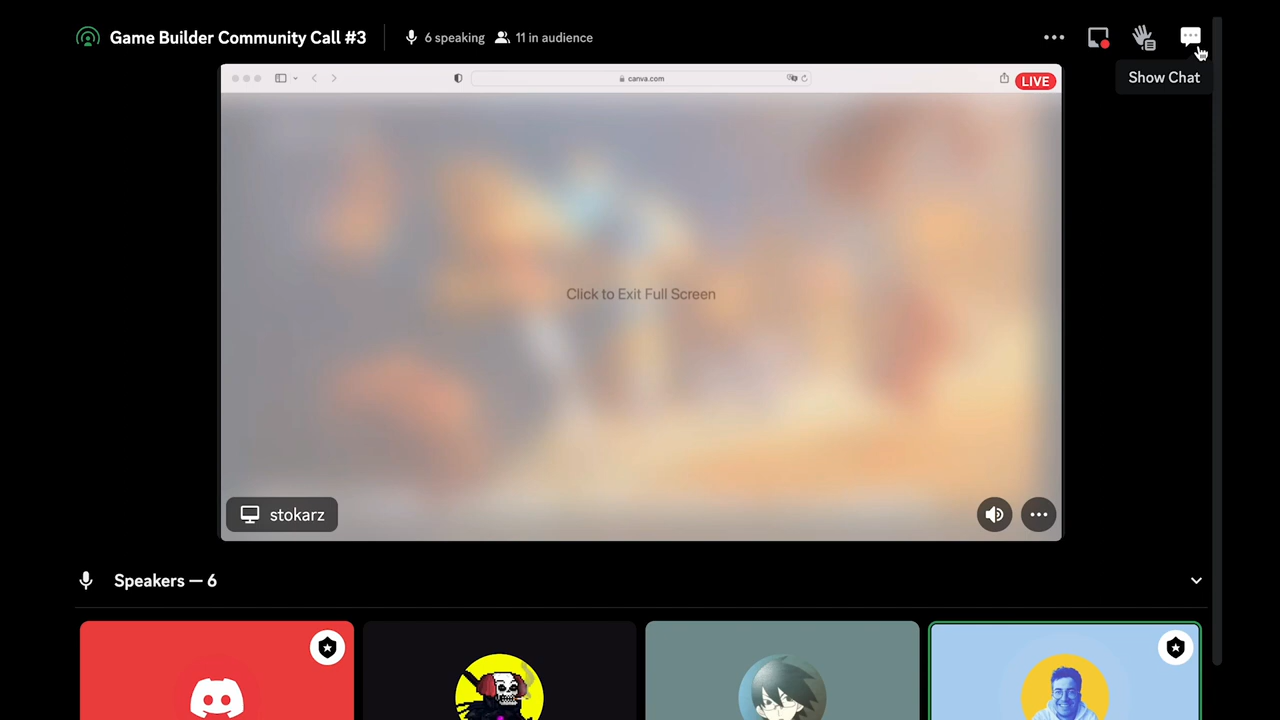 Game Builder Community Call #3
6 speaking
11 in audience
Show Chat
canva.com
LIVE
Click to Exit Full Screen
stokarz
Speakers — 6